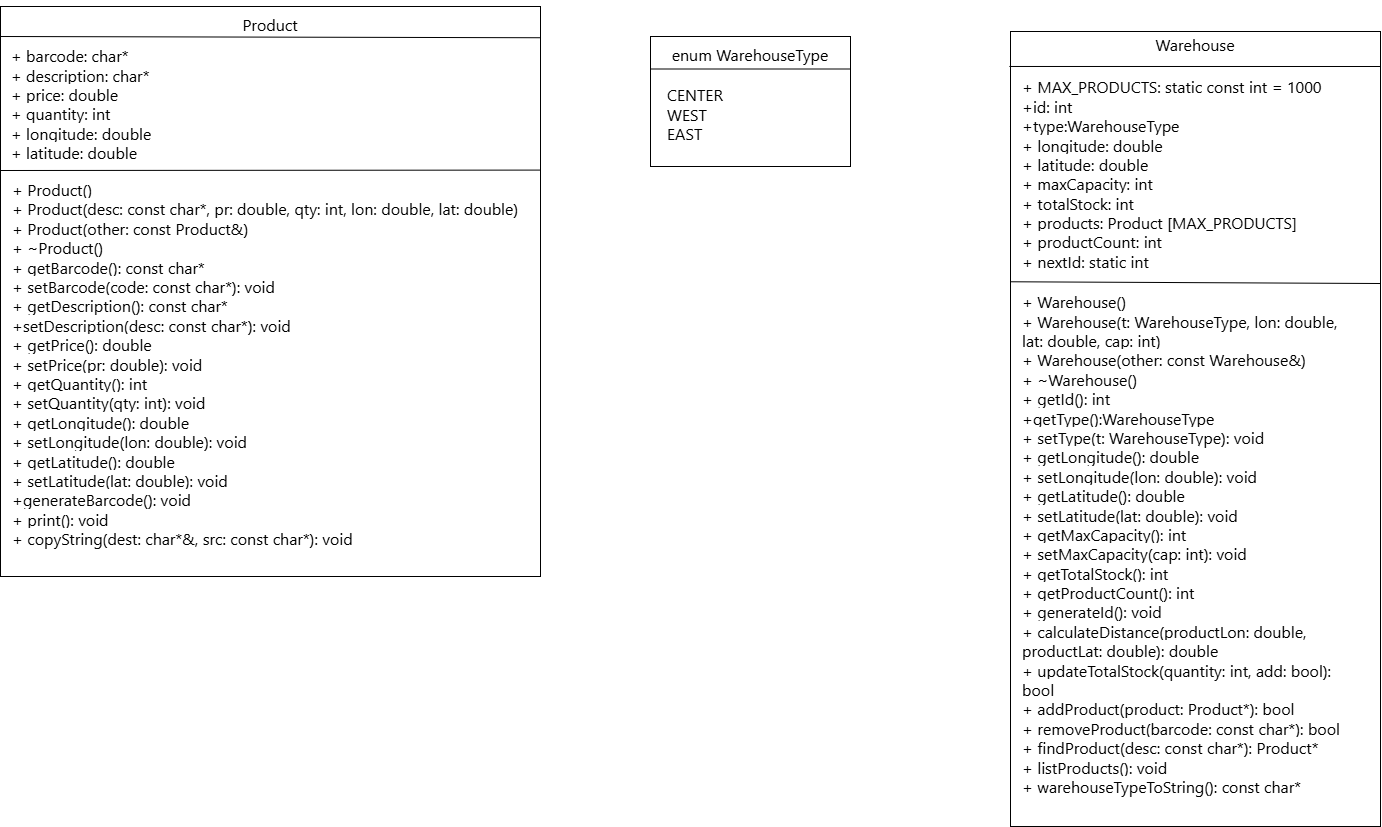 Product
+ barcode: char*
+ description: char*
+ price: double
+ quantity: int
+ longitude: double
+ latitude: double
+ Product()
+ Product(desc: const char*, pr: double, qty: int, lon: double, lat: double)
+ Product(other: const Product&)
+ ~Product()
+ getBarcode(): const char*
+ setBarcode(code: const char*): void
+ getDescription(): const char*
+setDescription(desc: const char*): void
+ getPrice(): double
+ setPrice(pr: double): void
+ getQuantity(): int
+ setQuantity(qty: int): void
+ getLongitude(): double
+ setLongitude(lon: double): void
+ getLatitude(): double
+ setLatitude(lat: double): void
+generateBarcode(): void
+ print(): void
+ copyString(dest: char*&, src: const char*): void
enum WarehouseType
CENTER
WEST
EAST
Warehouse
+ MAX_PRODUCTS: static const int = 1000
+id: int
+type:WarehouseType
+ longitude: double
+ latitude: double
+ maxCapacity: int
+ totalStock: int
+ products: Product [MAX_PRODUCTS]
+ productCount: int
+ nextId: static int
+ Warehouse()
+ Warehouse(t: WarehouseType, lon: double,
lat: double, cap: int)
+ Warehouse(other: const Warehouse&)
+ ~Warehouse()
+ getId(): int
+getType():WarehouseType
+ setType(t: WarehouseType): void
+ getLongitude(): double
+ setLongitude(lon: double): void
+ getLatitude(): double
+ setLatitude(lat: double): void
+ getMaxCapacity(): int
+ setMaxCapacity(cap: int): void
+ getTotalStock(): int
+ getProductCount(): int
+ generateId(): void
+ calculateDistance(productLon: double,
productLat: double): double
+ updateTotalStock(quantity: int, add: bool):
bool
+ addProduct(product: Product*): bool
+ removeProduct(barcode: const char*): bool
+ findProduct(desc: const char*): Product*
+ listProducts(): void
+ warehouseTypeToString(): const char*